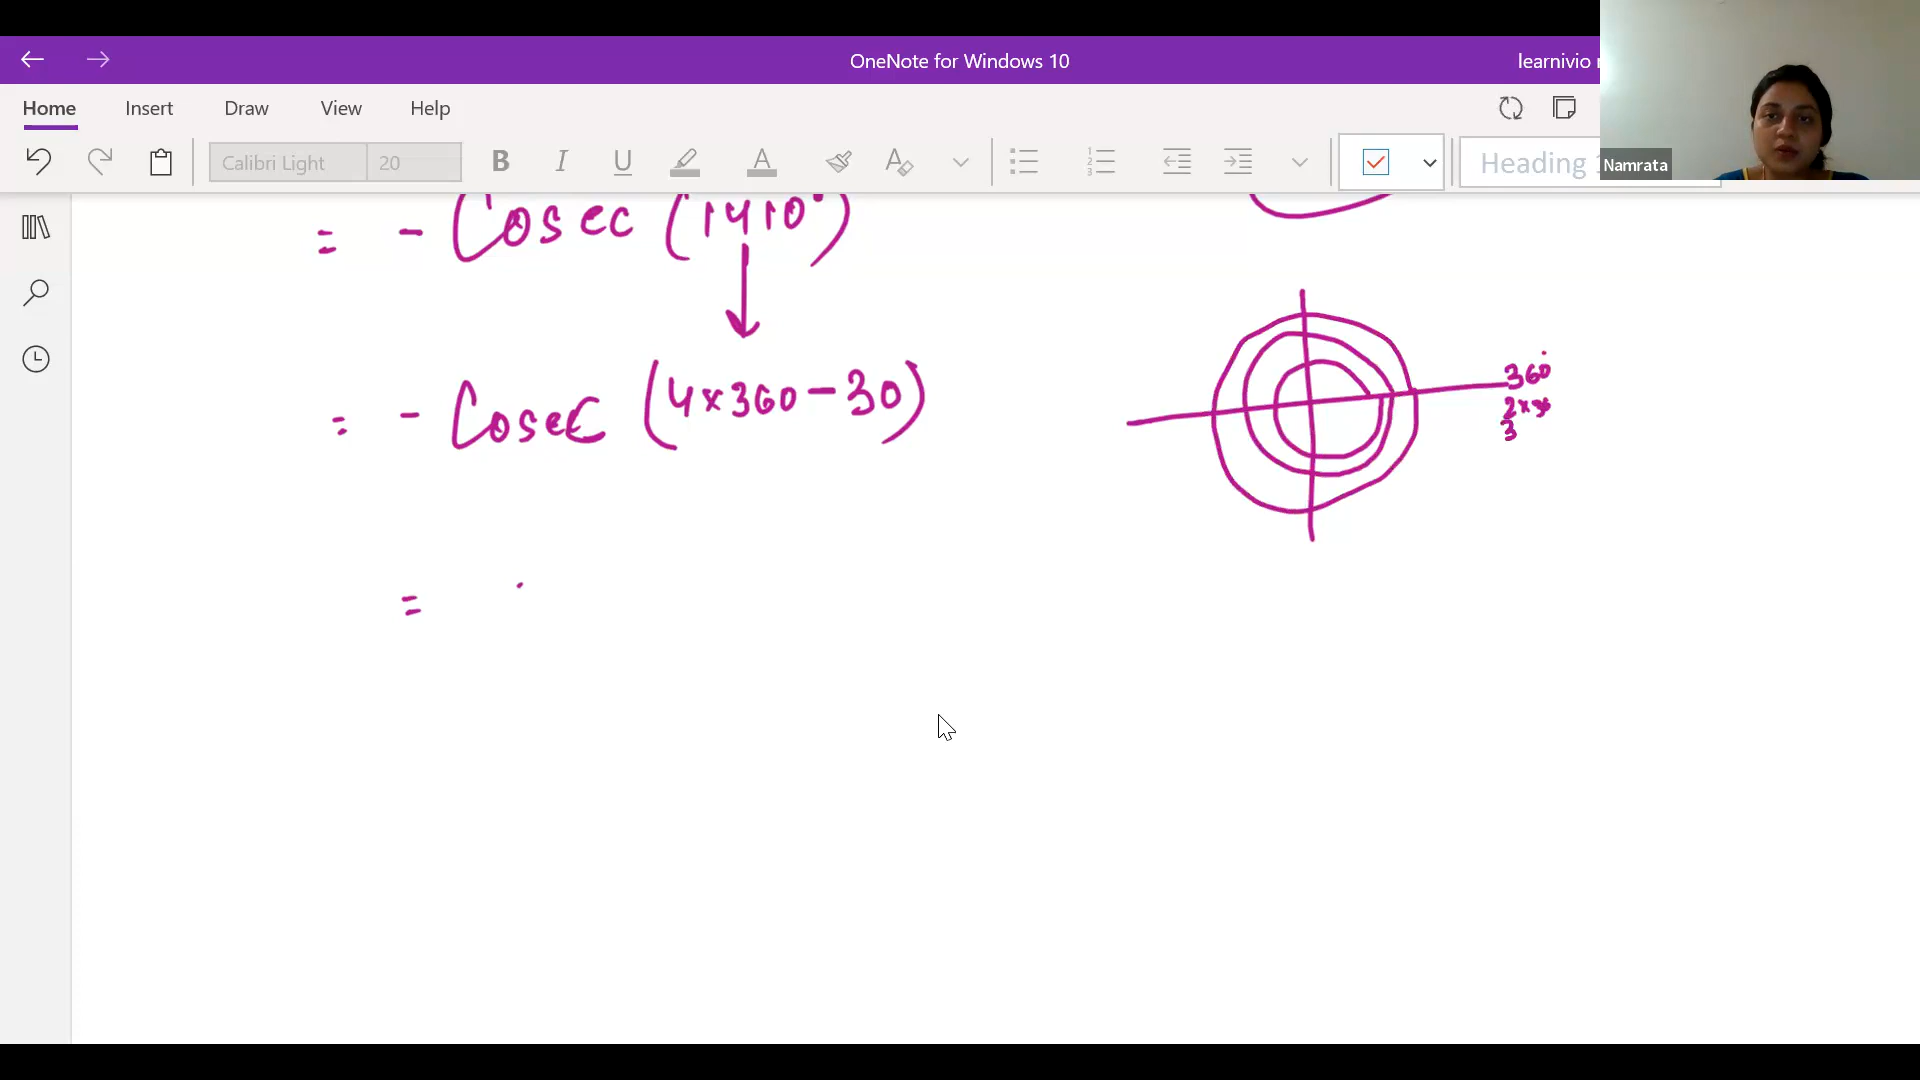 OneNote for Windows 10
learnivio
Home Insert Draw View Help
Calibri Light 20 B I U A A Heading
Namrata
= - Cosec (1410°)
= - Cosec (4×360-30)
=
360°
2×36
3